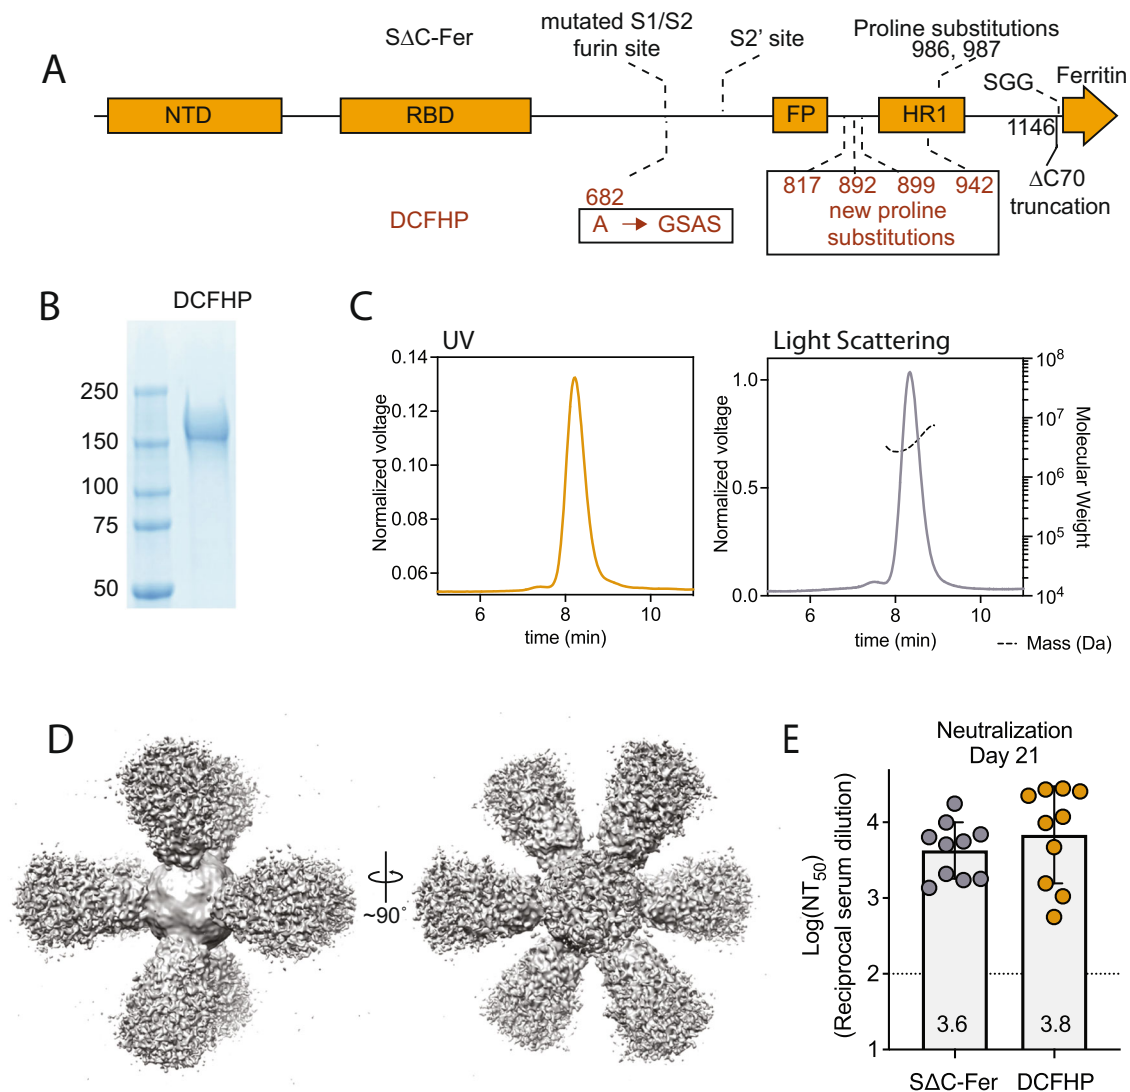 A
SΔC-Fer
mutated S1/S2
furin site
S2’ site
Proline substitutions
986, 987
SGG
Ferritin
NTD
RBD
FP
HR1
1146
ΔC70
truncation
DCFHP
682
A → GSAS
817 892 899 942
new proline
substitutions
B
DCFHP
250
150
100
75
50
C
UV
Normalized voltage
0.14
0.12
0.10
0.08
0.06
6 8 10
time (min)
Light Scattering
Normalized voltage
1.0
0.5
0.0
10⁸
10⁷
10⁶
10⁵
10⁴
Molecular Weight
6 8 10
time (min)
--- Mass (Da)
D
~90°
E
Neutralization
Day 21
Log(NT₅₀)
(Reciprocal serum dilution)
4
3
2
1
3.6 3.8
SΔC-Fer DCFHP